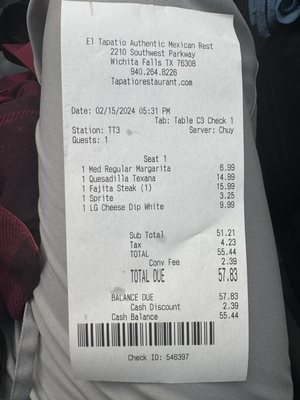 El Tapatio Authentic Mexican Rest
2210 Southwest Parkway
Wichita Falls TX 76308
940.264.8226
Tapatiorestaurant.com
Date: 02/15/2024 05:31 PM
Tab: Table C3 Check 1
Station: TT3 Server: Chuy
Guests: 1
Seat 1
1 Med Regular Margarita 6.99
1 Quesadilla Texana 14.99
1 Fajita Steak (1) 15.99
1 Sprite 3.25
1 LG Cheese Dip White 9.99
Sub Total 51.21
Tax 4.23
TOTAL 55.44
Conv Fee 2.39
TOTAL DUE 57.83
BALANCE DUE 57.83
Cash Discount 2.39
Cash Balance 55.44
Check ID: 546397